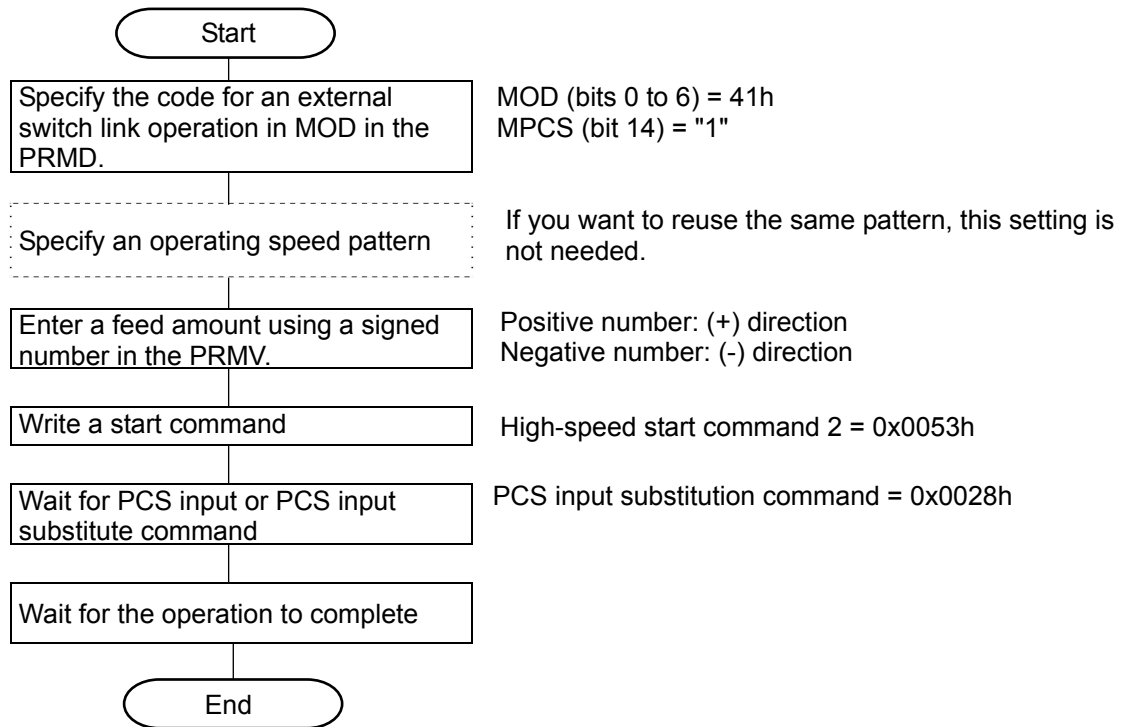 Start
Specify the code for an external
switch link operation in MOD in the
PRMD.
MOD (bits 0 to 6) = 41h
MPCS (bit 14) = "1"
Specify an operating speed pattern
If you want to reuse the same pattern, this setting is
not needed.
Enter a feed amount using a signed
number in the PRMV.
Positive number: (+) direction
Negative number: (-) direction
Write a start command
High-speed start command 2 = 0x0053h
Wait for PCS input or PCS input
substitute command
PCS input substitution command = 0x0028h
Wait for the operation to complete
End